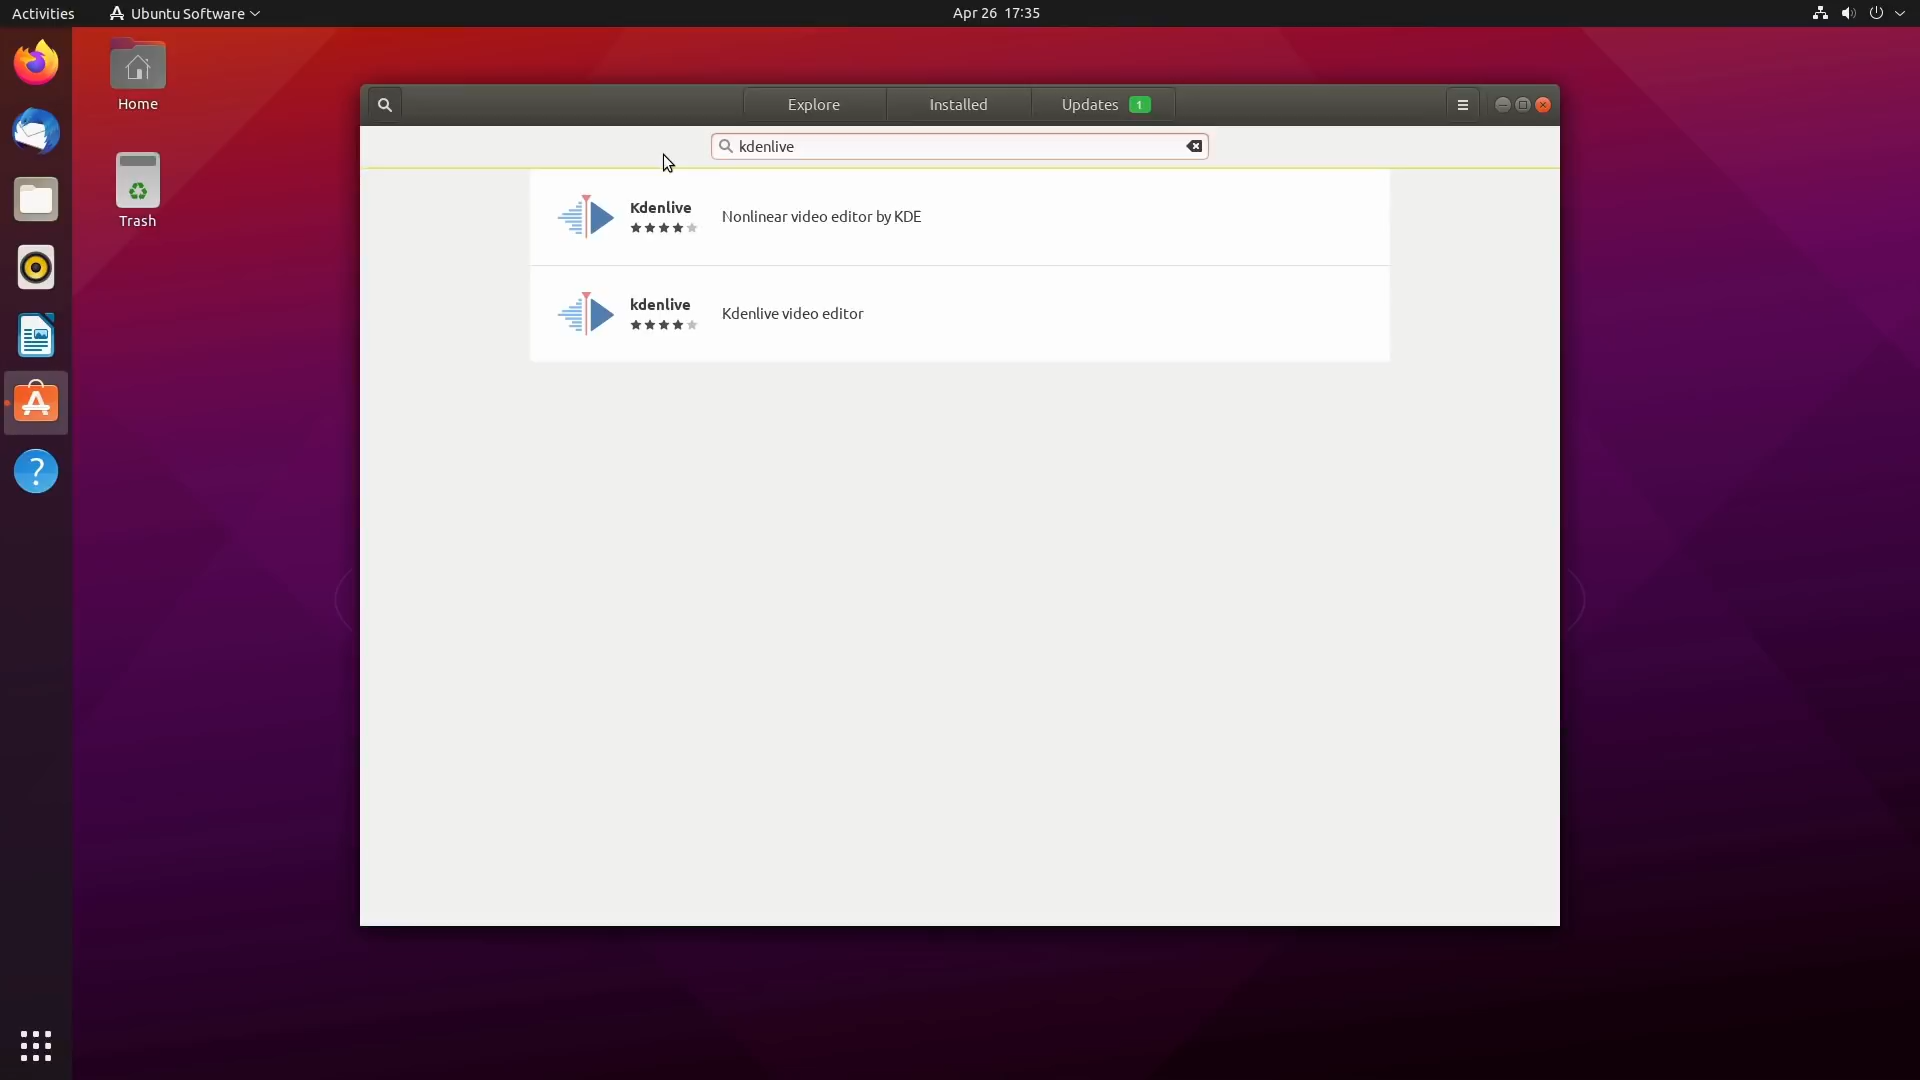 Activities Ubuntu Software Apr 26 17:35
Home
Trash
Explore Installed Updates 1
kdenlive
Kdenlive Nonlinear video editor by KDE
kdenlive Kdenlive video editor
?